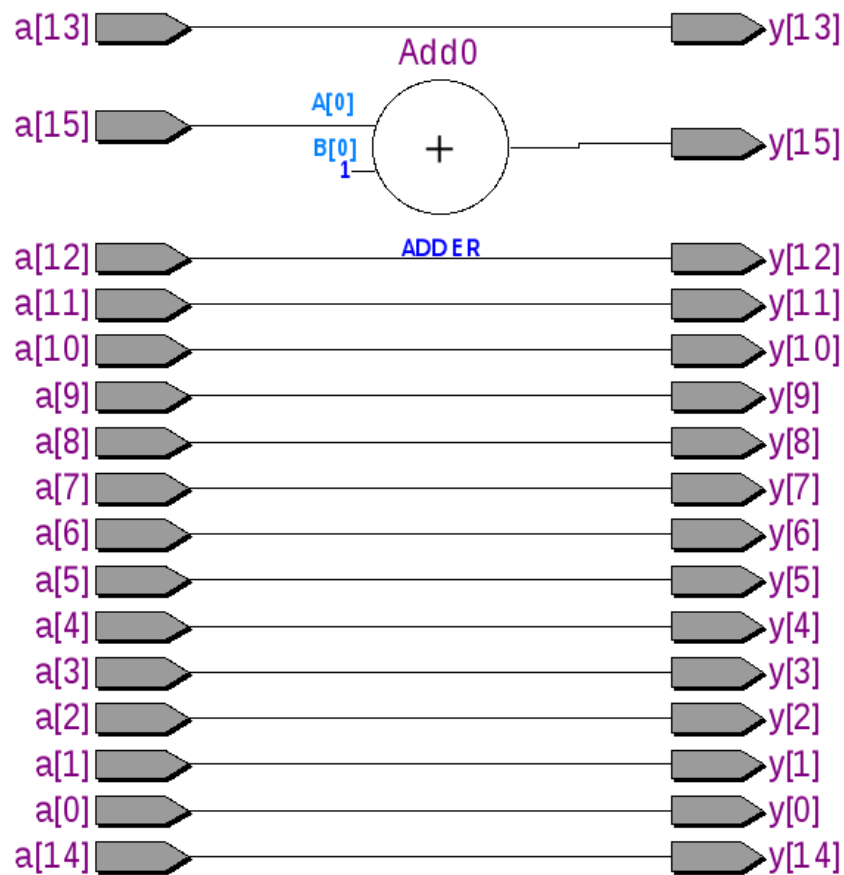 a[13] y[13]
Add0
a[15] A[0] y[15]
B[0]
1
+
ADDER
a[12] y[12]
a[11] y[11]
a[10] y[10]
a[9] y[9]
a[8] y[8]
a[7] y[7]
a[6] y[6]
a[5] y[5]
a[4] y[4]
a[3] y[3]
a[2] y[2]
a[1] y[1]
a[0] y[0]
a[14] y[14]